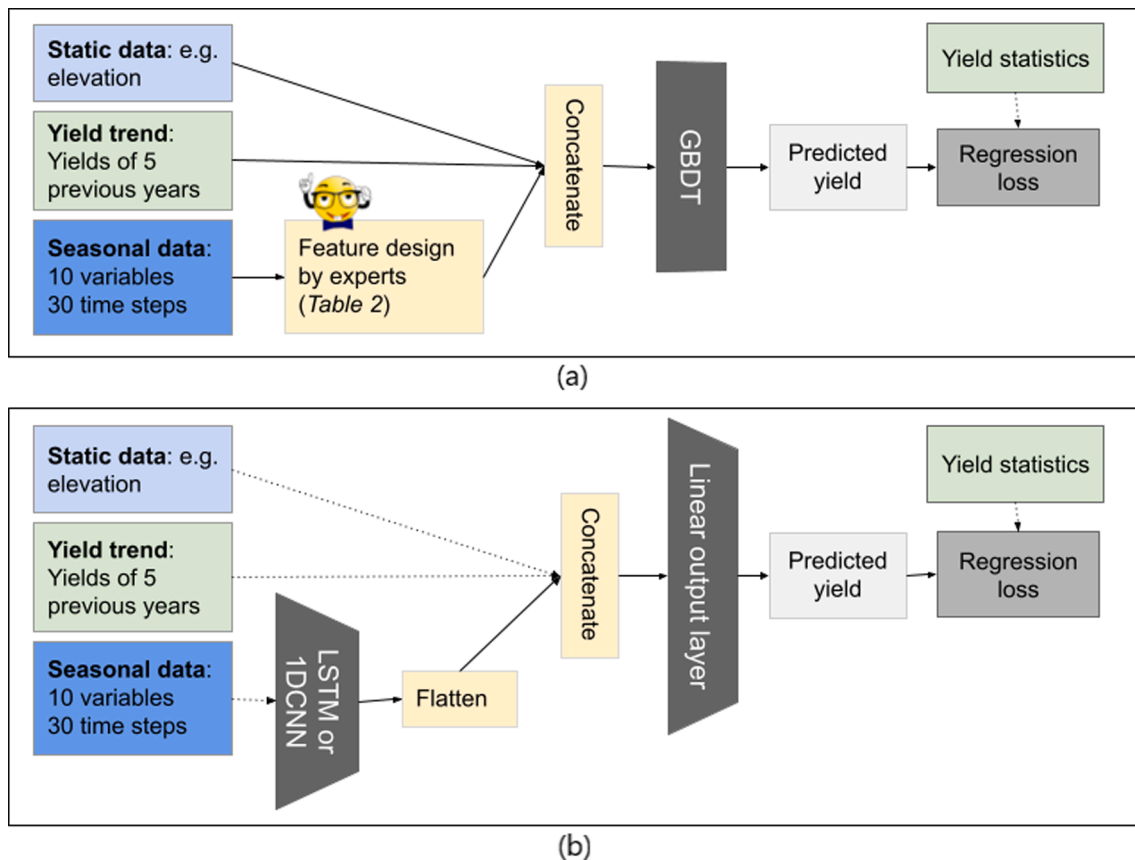 Static data: e.g.
elevation
Yield trend:
Yields of 5
previous years
Seasonal data:
10 variables
30 time steps
Feature design
by experts
(Table 2)
Concatenate
GBDT
Predicted
yield
Yield statistics
Regression
loss
(a)
Static data: e.g.
elevation
Yield trend:
Yields of 5
previous years
Seasonal data:
10 variables
30 time steps
LSTM or
1DCNN
Flatten
Concatenate
Linear output layer
Predicted
yield
Yield statistics
Regression
loss
(b)